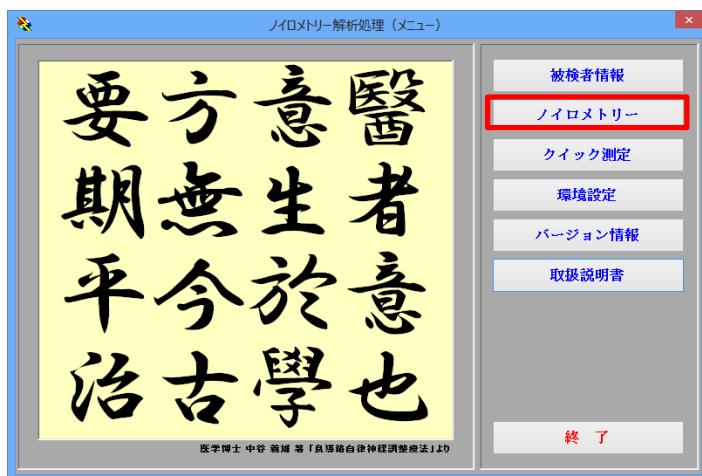 ノイロメトリー解析処理（メニュー）
醫者意也
意生於學
方無今古
要期平治
医学博士 中谷 義雄 著「良導絡自律神経調整療法」より
被検者情報
ノイロメトリー
クイック測定
環境設定
バージョン情報
取扱説明書
終 了